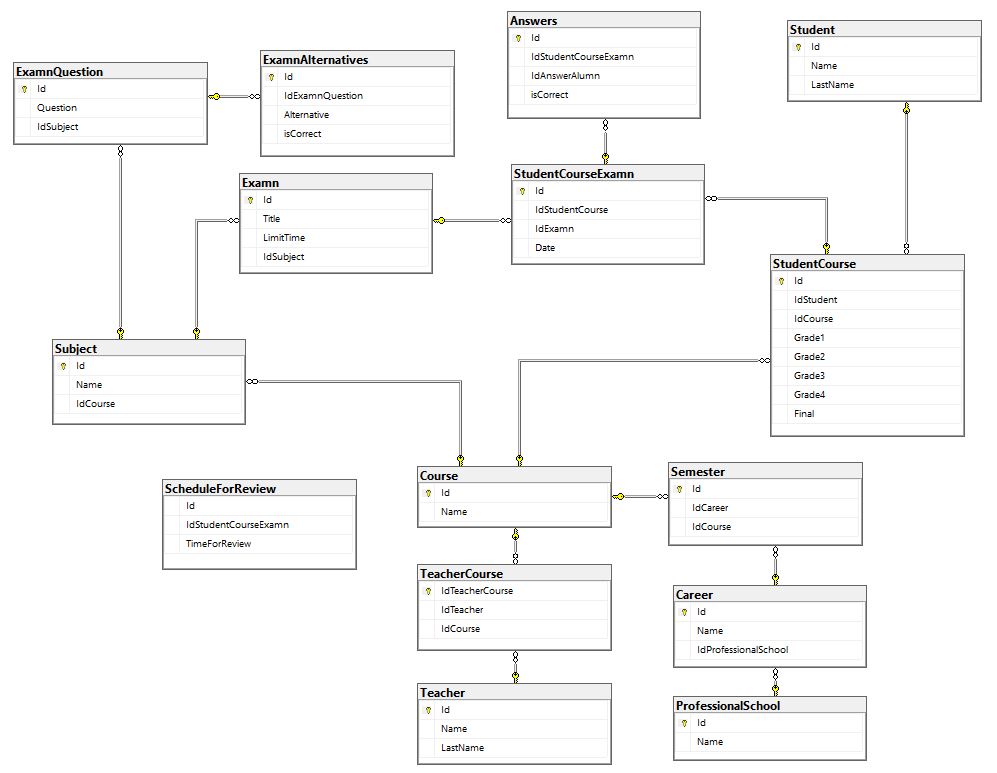 Answers
Id
IdStudentCourseExamn
IdAnswerAlumn
isCorrect
Student
Id
Name
LastName
ExamnQuestion
Id
Question
IdSubject
ExamnAlternatives
Id
IdExamnQuestion
Alternative
isCorrect
Examn
Id
Title
LimitTime
IdSubject
StudentCourseExamn
Id
IdStudentCourse
IdExamn
Date
StudentCourse
Id
IdStudent
IdCourse
Grade1
Grade2
Grade3
Grade4
Final
Subject
Id
Name
IdCourse
ScheduleForReview
Id
IdStudentCourseExamn
TimeForReview
Course
Id
Name
Semester
Id
IdCareer
IdCourse
TeacherCourse
IdTeacherCourse
IdTeacher
IdCourse
Career
Id
Name
IdProfessionalSchool
Teacher
Id
Name
LastName
ProfessionalSchool
Id
Name